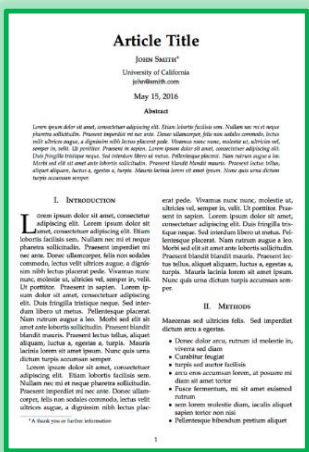 Article Title
JOHN SMITH*
University of California
john@smith.com
May 15, 2016
Abstract
Lorem ipsum dolor sit amet, consectetur adipiscing elit. Etiam lobortis facilisis sem. Nullam nec mi et neque
pharetra sollicitudin. Praesent imperdiet mi nec ante. Donec ullamcorper, felis non sodales commodo, lectus
velit ultrices augue, a dignissim nibh lectus placerat pede. Vivamus nunc nunc, molestie ut, ultricies vel,
semper in, velit. Ut porttitor. Praesent in sapien. Lorem ipsum dolor sit amet, consectetuer adipiscing elit.
Duis fringilla tristique neque. Sed interdum libero ut metus. Pellentesque placerat. Nam rutrum augue a leo.
Morbi sed elit sit amet ante lobortis sollicitudin. Praesent blandit blandit mauris. Praesent lectus tellus,
aliquet aliquam, luctus a, egestas a, turpis. Mauris lacinia lorem sit amet ipsum. Nunc quis urna dictum
turpis accumsan semper.
I. INTRODUCTION
Lorem ipsum dolor sit amet, consectetur
adipiscing elit. Lorem ipsum dolor sit
amet, consectetuer adipiscing elit. Etiam
lobortis facilisis sem. Nullam nec mi et neque
pharetra sollicitudin. Praesent imperdiet mi
nec ante. Donec ullamcorper, felis non sodales
commodo, lectus velit ultrices augue, a dignis-
sim nibh lectus placerat pede. Vivamus nunc
nunc, molestie ut, ultricies vel, semper in, velit.
Ut porttitor. Praesent in sapien. Lorem ip-
sum dolor sit amet, consectetuer adipiscing
elit. Duis fringilla tristique neque. Sed inter-
dum libero ut metus. Pellentesque placerat.
Nam rutrum augue a leo. Morbi sed elit sit
amet ante lobortis sollicitudin. Praesent blandit
blandit mauris. Praesent lectus tellus, aliquet
aliquam, luctus a, egestas a, turpis. Mauris
lacinia lorem sit amet ipsum. Nunc quis urna
dictum turpis accumsan semper.
Lorem ipsum dolor sit amet, consectetuer
adipiscing elit. Etiam lobortis facilisis sem.
Nullam nec mi et neque pharetra sollicitudin.
Praesent imperdiet mi nec ante. Donec ullam-
corper, felis non sodales commodo, lectus velit
ultrices augue, a dignissim nibh lectus plac-
erat pede. Vivamus nunc nunc, molestie ut,
ultricies vel, semper in, velit. Ut porttitor. Prae-
sent in sapien. Lorem ipsum dolor sit amet,
consectetuer adipiscing elit. Duis fringilla tris-
tique neque. Sed interdum libero ut metus. Pel-
lentesque placerat. Nam rutrum augue a leo.
Morbi sed elit sit amet ante lobortis sollicitudin.
Praesent blandit blandit mauris. Praesent lec-
tus tellus, aliquet aliquam, luctus a, egestas a,
turpis. Mauris lacinia lorem sit amet ipsum.
Nunc quis urna dictum turpis accumsan sem-
per.
II. METHODS
Maecenas sed ultricies felis. Sed imperdiet
dictum arcu a egestas.
• Donec dolor arcu, rutrum id molestie in,
viverra sed diam
• Curabitur feugiat
• turpis sed auctor facilisis
• arcu eros accumsan lorem, at posuere mi
diam sit amet tortor
• Fusce fermentum, mi sit amet euismod
rutrum
• sem lorem molestie diam, iaculis aliquet
sapien tortor non nisi
• Pellentesque bibendum pretium aliquet
*A thank you or further information
1